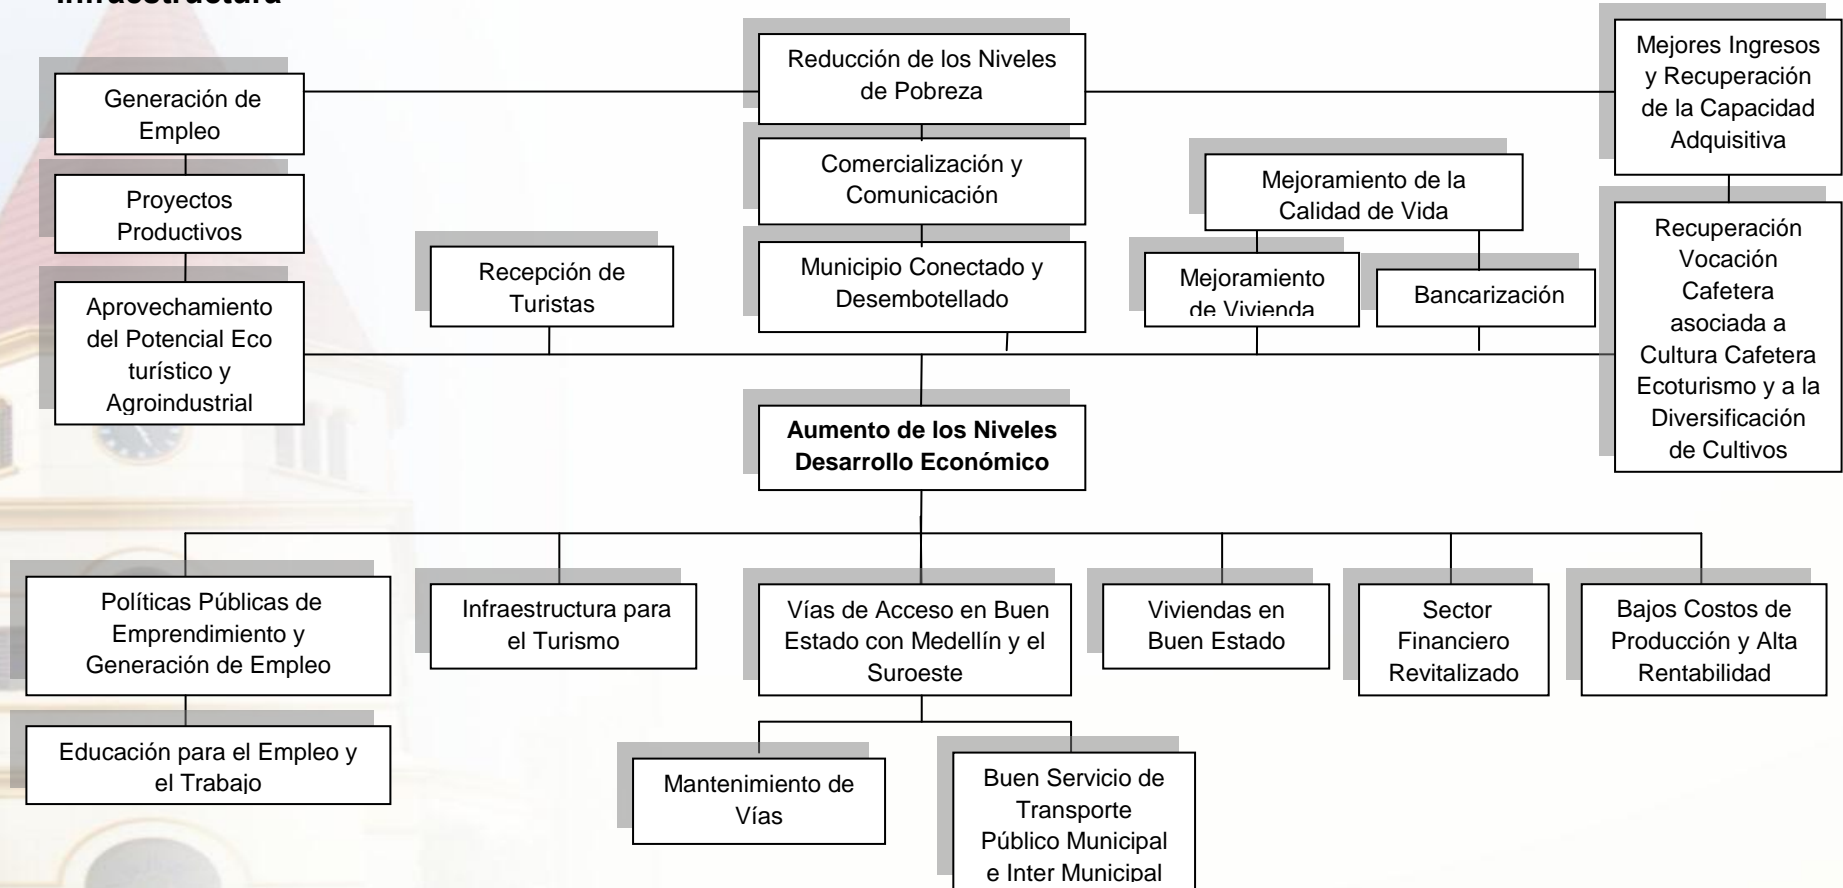 Infraestructura
Reducción de los Niveles
de Pobreza
Mejores Ingresos
y Recuperación
de la Capacidad
Adquisitiva
Generación de
Empleo
Comercialización y
Comunicación
Mejoramiento de la
Calidad de Vida
Proyectos
Productivos
Recuperación
Vocación
Cafetera
asociada a
Cultura Cafetera
Ecoturismo y a la
Diversificación
de Cultivos
Recepción de
Turistas
Municipio Conectado y
Desembotellado
Mejoramiento
de Vivienda
Bancarización
Aprovechamiento
del Potencial Eco
turístico y
Agroindustrial
Aumento de los Niveles
Desarrollo Económico
Políticas Públicas de
Emprendimiento y
Generación de Empleo
Infraestructura para
el Turismo
Vías de Acceso en Buen
Estado con Medellín y el
Suroeste
Viviendas en
Buen Estado
Sector
Financiero
Revitalizado
Bajos Costos de
Producción y Alta
Rentabilidad
Educación para el Empleo y
el Trabajo
Mantenimiento de
Vías
Buen Servicio de
Transporte
Público Municipal
e Inter Municipal